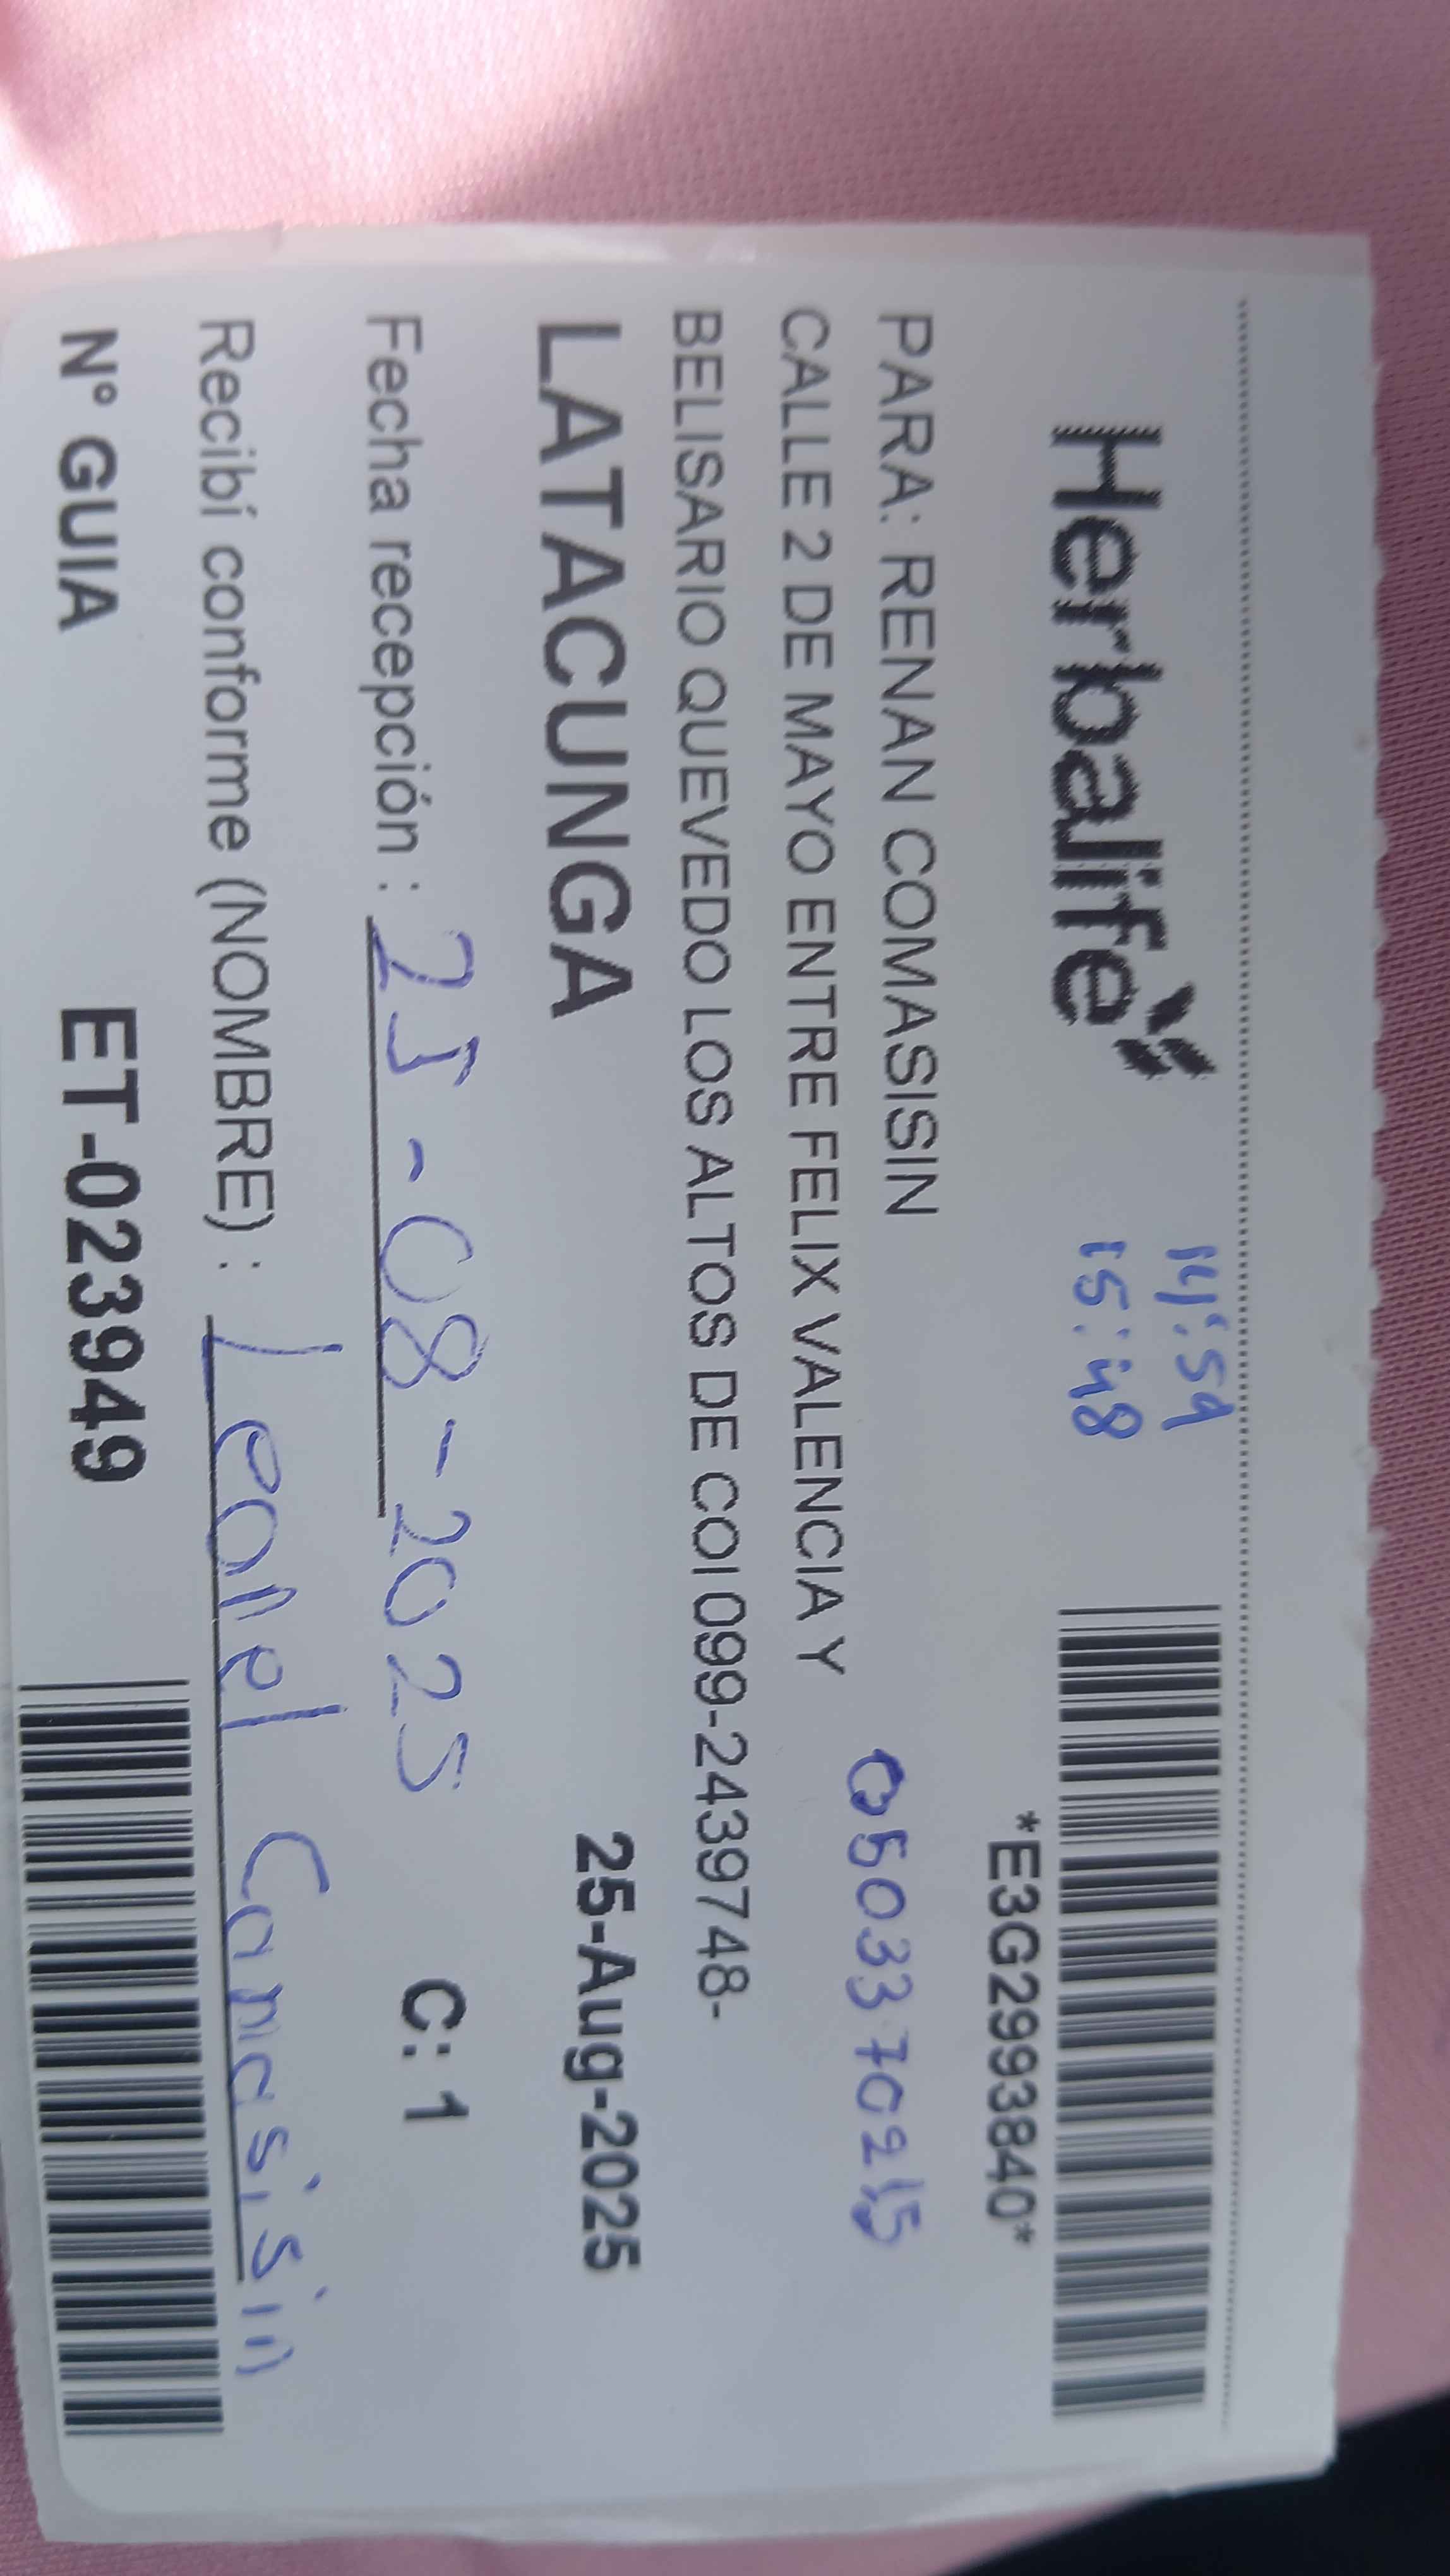 Herbalife
14:59
15:48
*E3G2993840*
PARA: RENAN COMASISIN
CALLE 2 DE MAYO ENTRE FELIX VALENCIA Y
0503370215
BELISARIO QUEVEDO LOS ALTOS DE COI 099-2439748-
LATACUNGA
25-Aug-2025
Fecha recepción : 25-08-2025
C: 1
Recibí conforme (NOMBRE) : Leonel Comasisin
N° GUIA
ET-023949